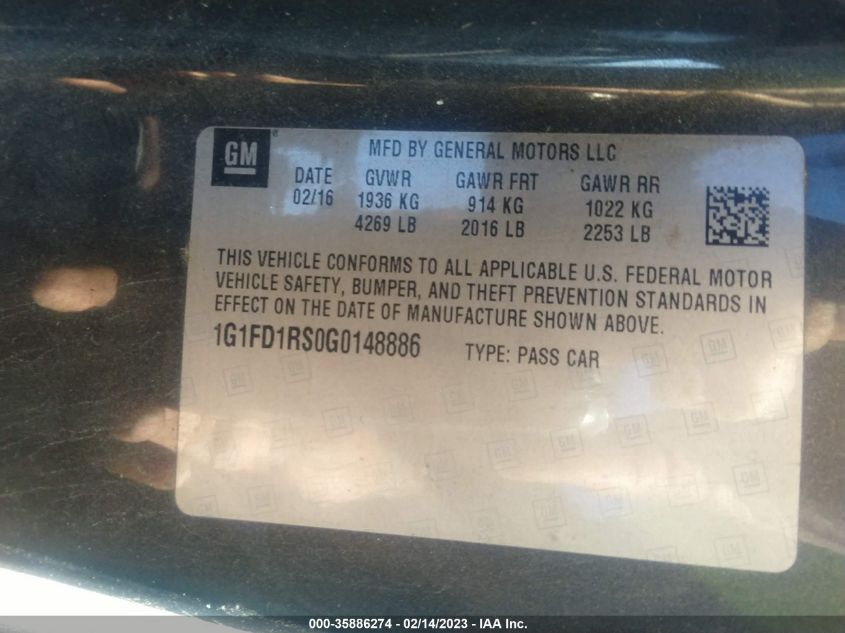 GM
MFD BY GENERAL MOTORS LLC
DATE GVWR GAWR FRT GAWR RR
02/16 1936 KG 914 KG 1022 KG
4269 LB 2016 LB 2253 LB
THIS VEHICLE CONFORMS TO ALL APPLICABLE U.S. FEDERAL MOTOR
VEHICLE SAFETY, BUMPER, AND THEFT PREVENTION STANDARDS IN
EFFECT ON THE DATE OF MANUFACTURE SHOWN ABOVE.
1G1FD1RS0G0148886 TYPE: PASS CAR
000-35886274 - 02/14/2023 - IAA Inc.